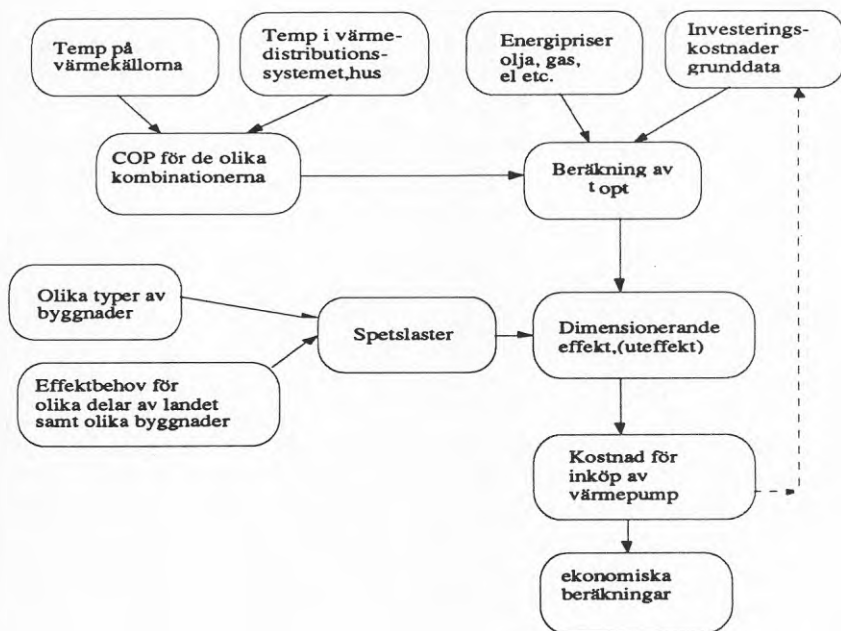 Temp på
värmekällorna
Temp i värme-
distributions-
systemet,hus
Energipriser
olja, gas,
el etc.
Investerings-
kostnader
grunddata
COP för de olika
kombinationerna
Beräkning av
t opt
Olika typer av
byggnader
Spetslaster
Dimensionerande
effekt,(uteffekt)
Effektbehov för
olika delar av landet
samt olika byggnader
Kostnad för
inköp av
värmepump
ekonomiska
beräkningar